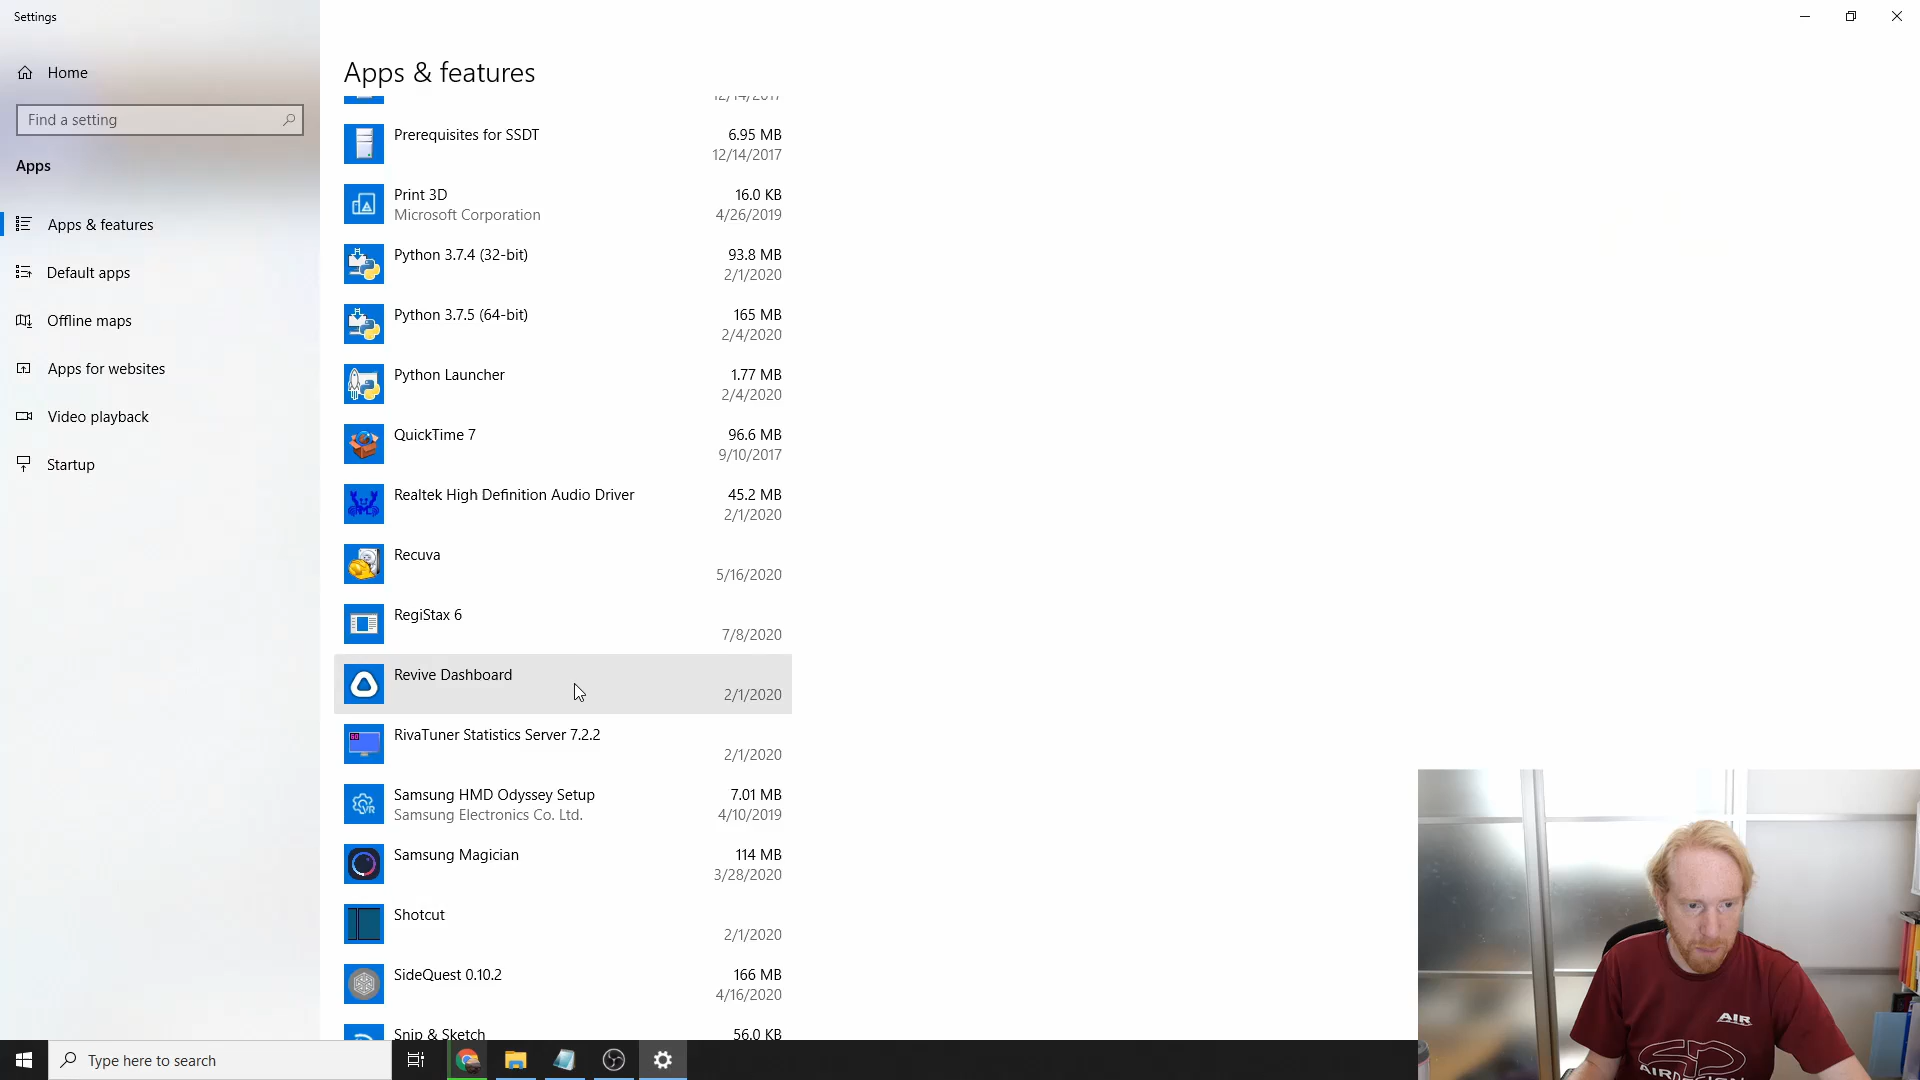 Settings
Home
Find a setting
Apps
Apps & features
Default apps
Offline maps
Apps for websites
Video playback
Startup
Apps & features
12/14/2017
Prerequisites for SSDT 6.95 MB
12/14/2017
Print 3D 16.0 KB
Microsoft Corporation 4/26/2019
Python 3.7.4 (32-bit) 93.8 MB
2/1/2020
Python 3.7.5 (64-bit) 165 MB
2/4/2020
Python Launcher 1.77 MB
2/4/2020
QuickTime 7 96.6 MB
9/10/2017
Realtek High Definition Audio Driver 45.2 MB
2/1/2020
Recuva
5/16/2020
RegiStax 6
7/8/2020
Revive Dashboard
2/1/2020
RivaTuner Statistics Server 7.2.2
2/1/2020
Samsung HMD Odyssey Setup 7.01 MB
Samsung Electronics Co. Ltd. 4/10/2019
Samsung Magician 114 MB
3/28/2020
Shotcut
2/1/2020
SideQuest 0.10.2 166 MB
4/16/2020
Snip & Sketch 56.0 KB
Type here to search
AIR